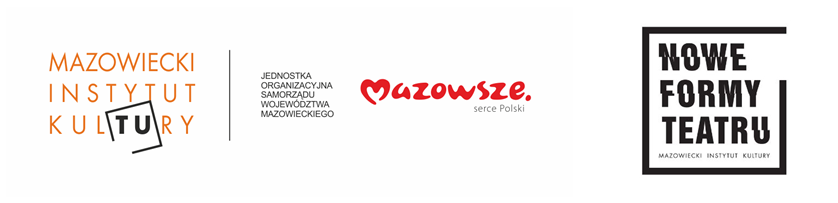 MAZOWIECKI
INSTYTUT
KULTURY
JEDNOSTKA
ORGANIZACYJNA
SAMORZĄDU
WOJEWÓDZTWA
MAZOWIECKIEGO
Mazowsze.
serce Polski
NOWE
FORMY
TEATRU
MAZOWIECKI INSTYTUT KULTURY